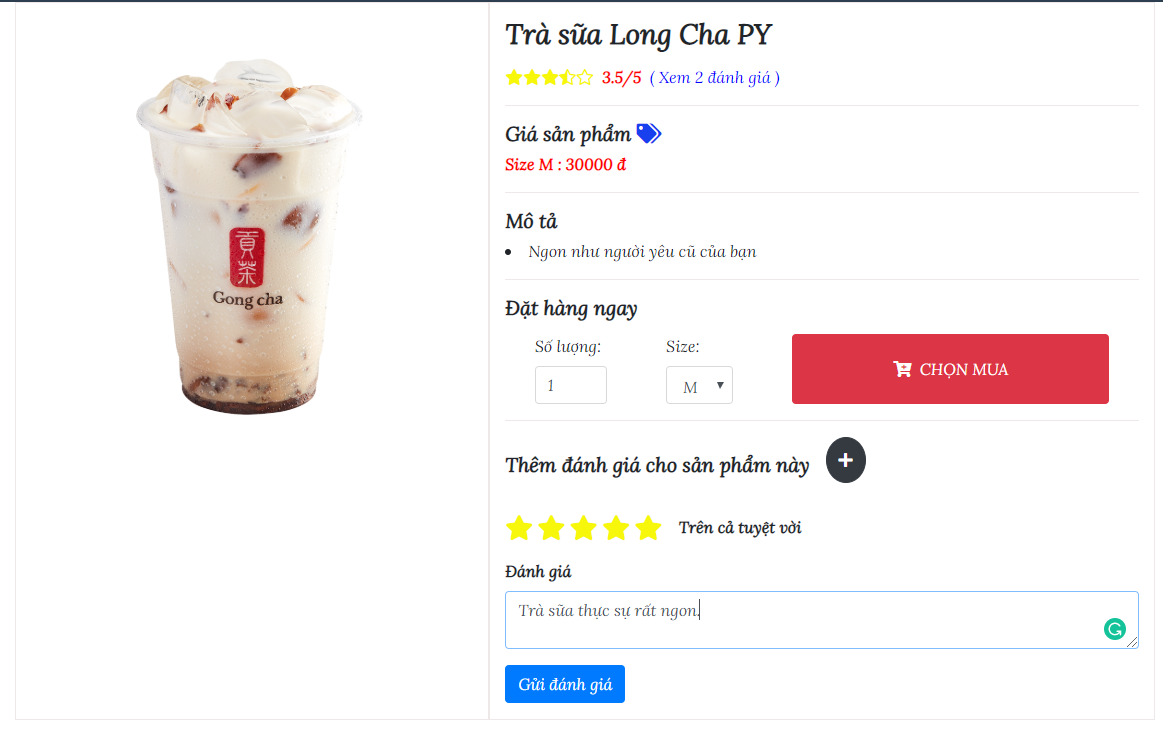 Trà sữa Long Cha PY
3.5/5 ( Xem 2 đánh giá )
Giá sản phẩm
Size M : 30000 đ
Mô tả
Ngon như người yêu cũ của bạn
Đặt hàng ngay
Số lượng:
Size:
1
M
CHỌN MUA
Thêm đánh giá cho sản phẩm này
Trên cả tuyệt vời
Đánh giá
Trà sữa thực sự rất ngon.
Gửi đánh giá
貢茶
Gong cha